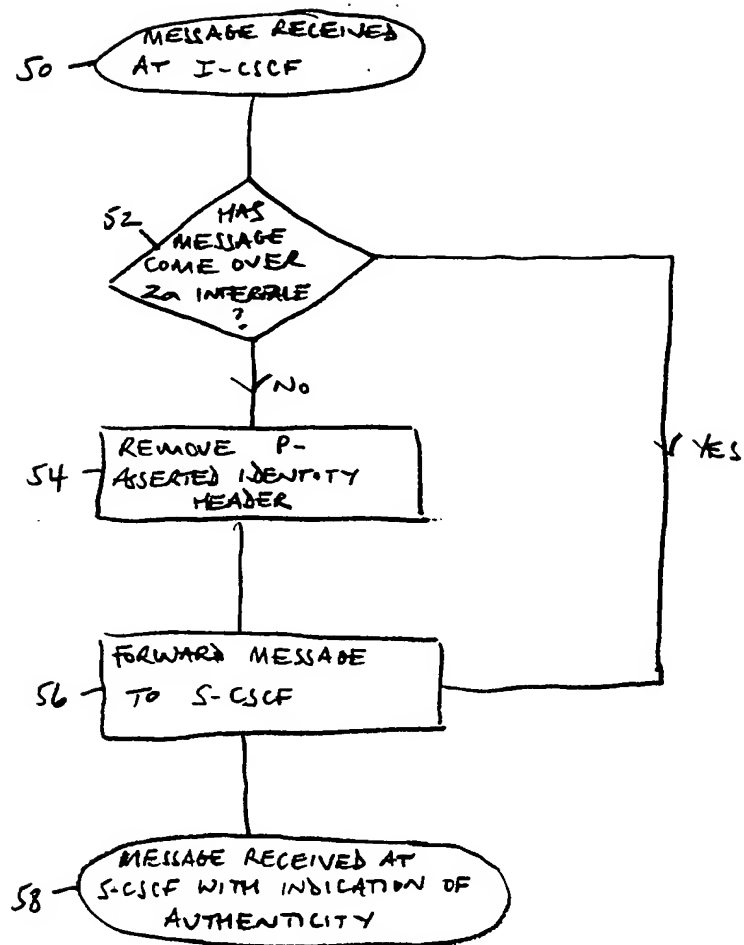 MESSAGE RECEIVED
50
AT I-CSCF
52
HAS
MESSAGE
COME OVER
Za INTERFACE
?
NO
YES
REMOVE P-
54
ASSERTED IDENTITY
HEADER
FORWARD MESSAGE
56
TO S-CSCF
MESSAGE RECEIVED AT
58
S-CSCF WITH INDICATION OF
AUTHENTICITY